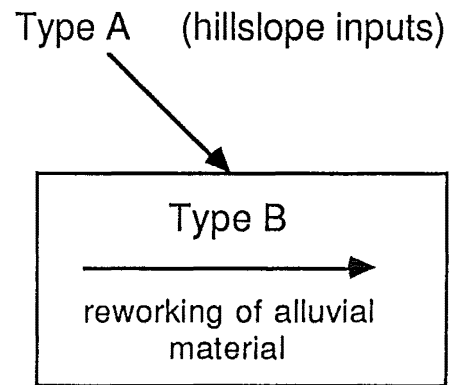 Type A (hillslope inputs)
Type B
reworking of alluvial
material